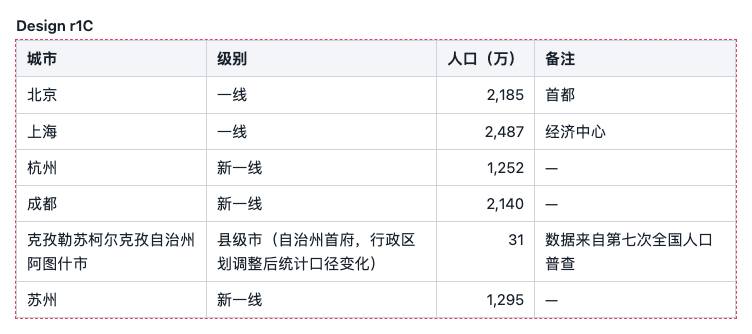 Design r1C
城市 级别 人口（万） 备注
北京 一线 2,185 首都
上海 一线 2,487 经济中心
杭州 新一线 1,252 —
成都 新一线 2,140 —
克孜勒苏柯尔克孜自治州 县级市（自治州首府，行政区 31 数据来自第七次全国人口
阿图什市 划调整后统计口径变化） 普查
苏州 新一线 1,295 —